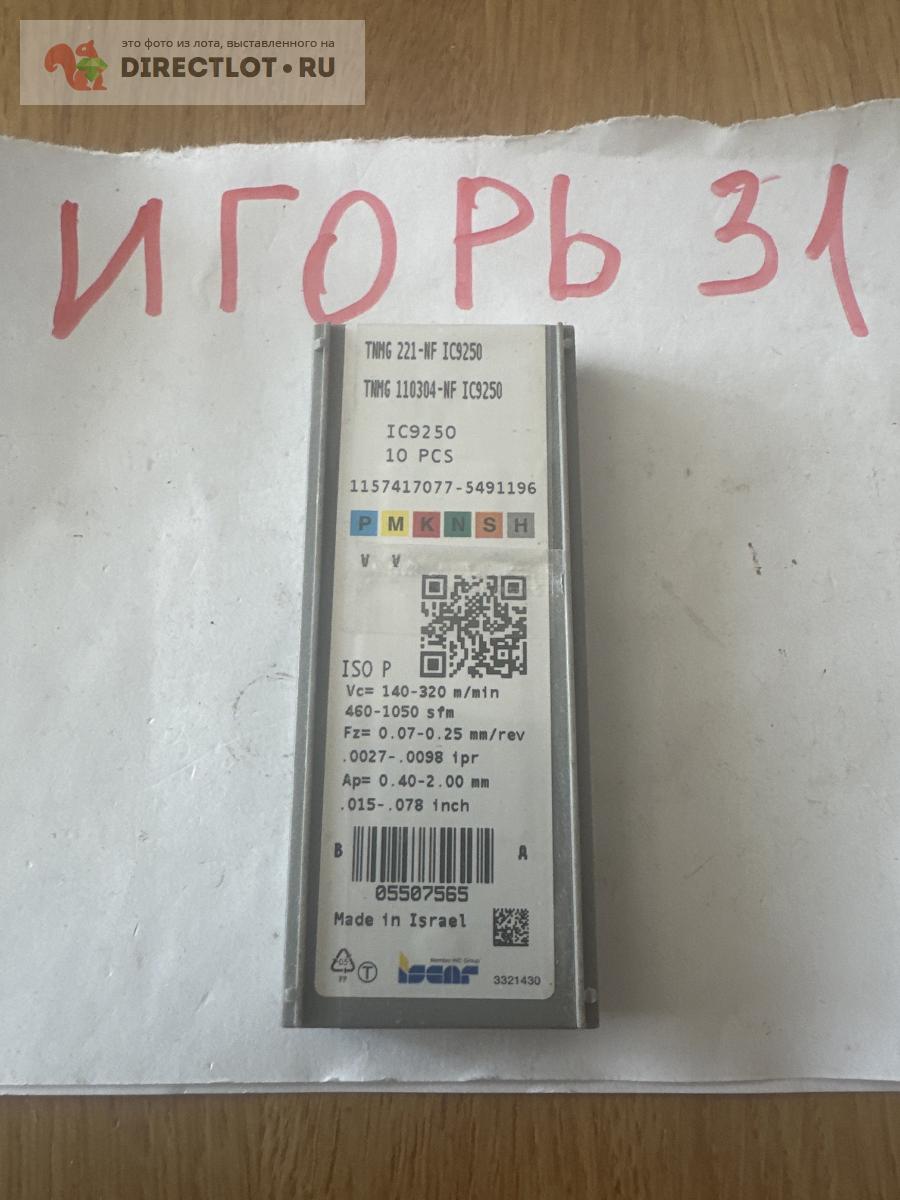 это фото из лота, выставленного на
DIRECTLOT•RU
ИГОРЬ 31
TNMG 221-NF IC9250
TNMG 110304-NF IC9250
IC9250
10 PCS
1157417077-5491196
P M K N S H
V V
ISO P
Vc= 140-320 m/min
460-1050 sfm
Fz= 0.07-0.25 mm/rev
.0027-.0098 ipr
Ap= 0.40-2.00 mm
.015-.078 inch
B A
05507565
Made in Israel
05
PP T
Member IMC Group
iscar
3321430